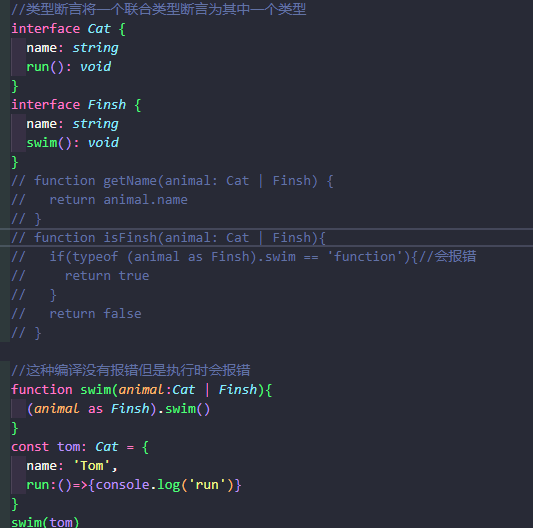 //类型断言将一个联合类型断言为其中一个类型
interface Cat {
  name: string
  run(): void
}
interface Finsh {
  name: string
  swim(): void
}
// function getName(animal: Cat | Finsh) {
//   return animal.name
// }
// function isFinsh(animal: Cat | Finsh){
//   if(typeof (animal as Finsh).swim == 'function'){//会报错
//     return true
//   }
//   return false
// }

//这种编译没有报错但是执行时会报错
function swim(animal:Cat | Finsh){
  (animal as Finsh).swim()
}
const tom: Cat = {
  name: 'Tom',
  run:()=>{console.log('run')}
}
swim(tom)